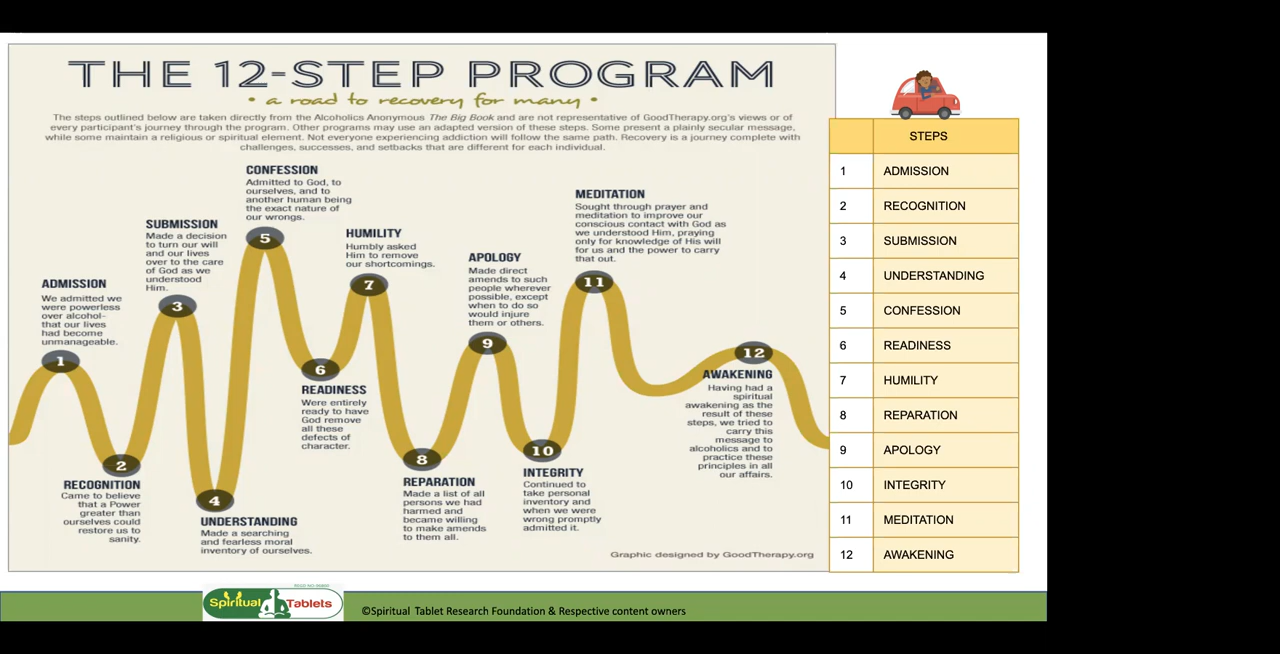 THE 12-STEP PROGRAM
• a road to recovery for many •
The steps outlined below are taken directly from the Alcoholics Anonymous The Big Book and are not representative of GoodTherapy.org's views or of
every participant's journey through the program. Other programs may use an adapted version of these steps. Some present a plainly secular message,
while some maintain a religious or spiritual element. Not everyone experiencing addiction will follow the same path. Recovery is a journey complete with
challenges, successes, and setbacks that are different for each individual.
1
ADMISSION
We admitted we
were powerless
over alcohol–
that our lives
had become
unmanageable.
2
RECOGNITION
Came to believe
that a Power
greater than
ourselves could
restore us to
sanity.
3
SUBMISSION
Made a decision
to turn our will
and our lives
over to the care
of God as we
understood
Him.
4
UNDERSTANDING
Made a searching
and fearless moral
inventory of ourselves.
5
CONFESSION
Admitted to God, to
ourselves, and to
another human being
the exact nature of
our wrongs.
6
READINESS
Were entirely
ready to have
God remove
all these
defects of
character.
7
HUMILITY
Humbly asked
Him to remove
our shortcomings.
8
REPARATION
Made a list of all
persons we had
harmed and
became willing
to make amends
to them all.
9
APOLOGY
Made direct
amends to such
people wherever
possible, except
when to do so
would injure
them or others.
10
INTEGRITY
Continued to
take personal
inventory and
when we were
wrong promptly
admitted it.
11
MEDITATION
Sought through prayer and
meditation to improve our
conscious contact with God as
we understood Him, praying
only for knowledge of His will
for us and the power to carry
that out.
12
AWAKENING
Having had a
spiritual
awakening as the
result of these
steps, we tried to
carry this
message to
alcoholics and to
practice these
principles in all
our affairs.
Graphic designed by GoodTherapy.org
STEPS
1 ADMISSION
2 RECOGNITION
3 SUBMISSION
4 UNDERSTANDING
5 CONFESSION
6 READINESS
7 HUMILITY
8 REPARATION
9 APOLOGY
10 INTEGRITY
11 MEDITATION
12 AWAKENING
Spiritual Tablets
©Spiritual Tablet Research Foundation & Respective content owners